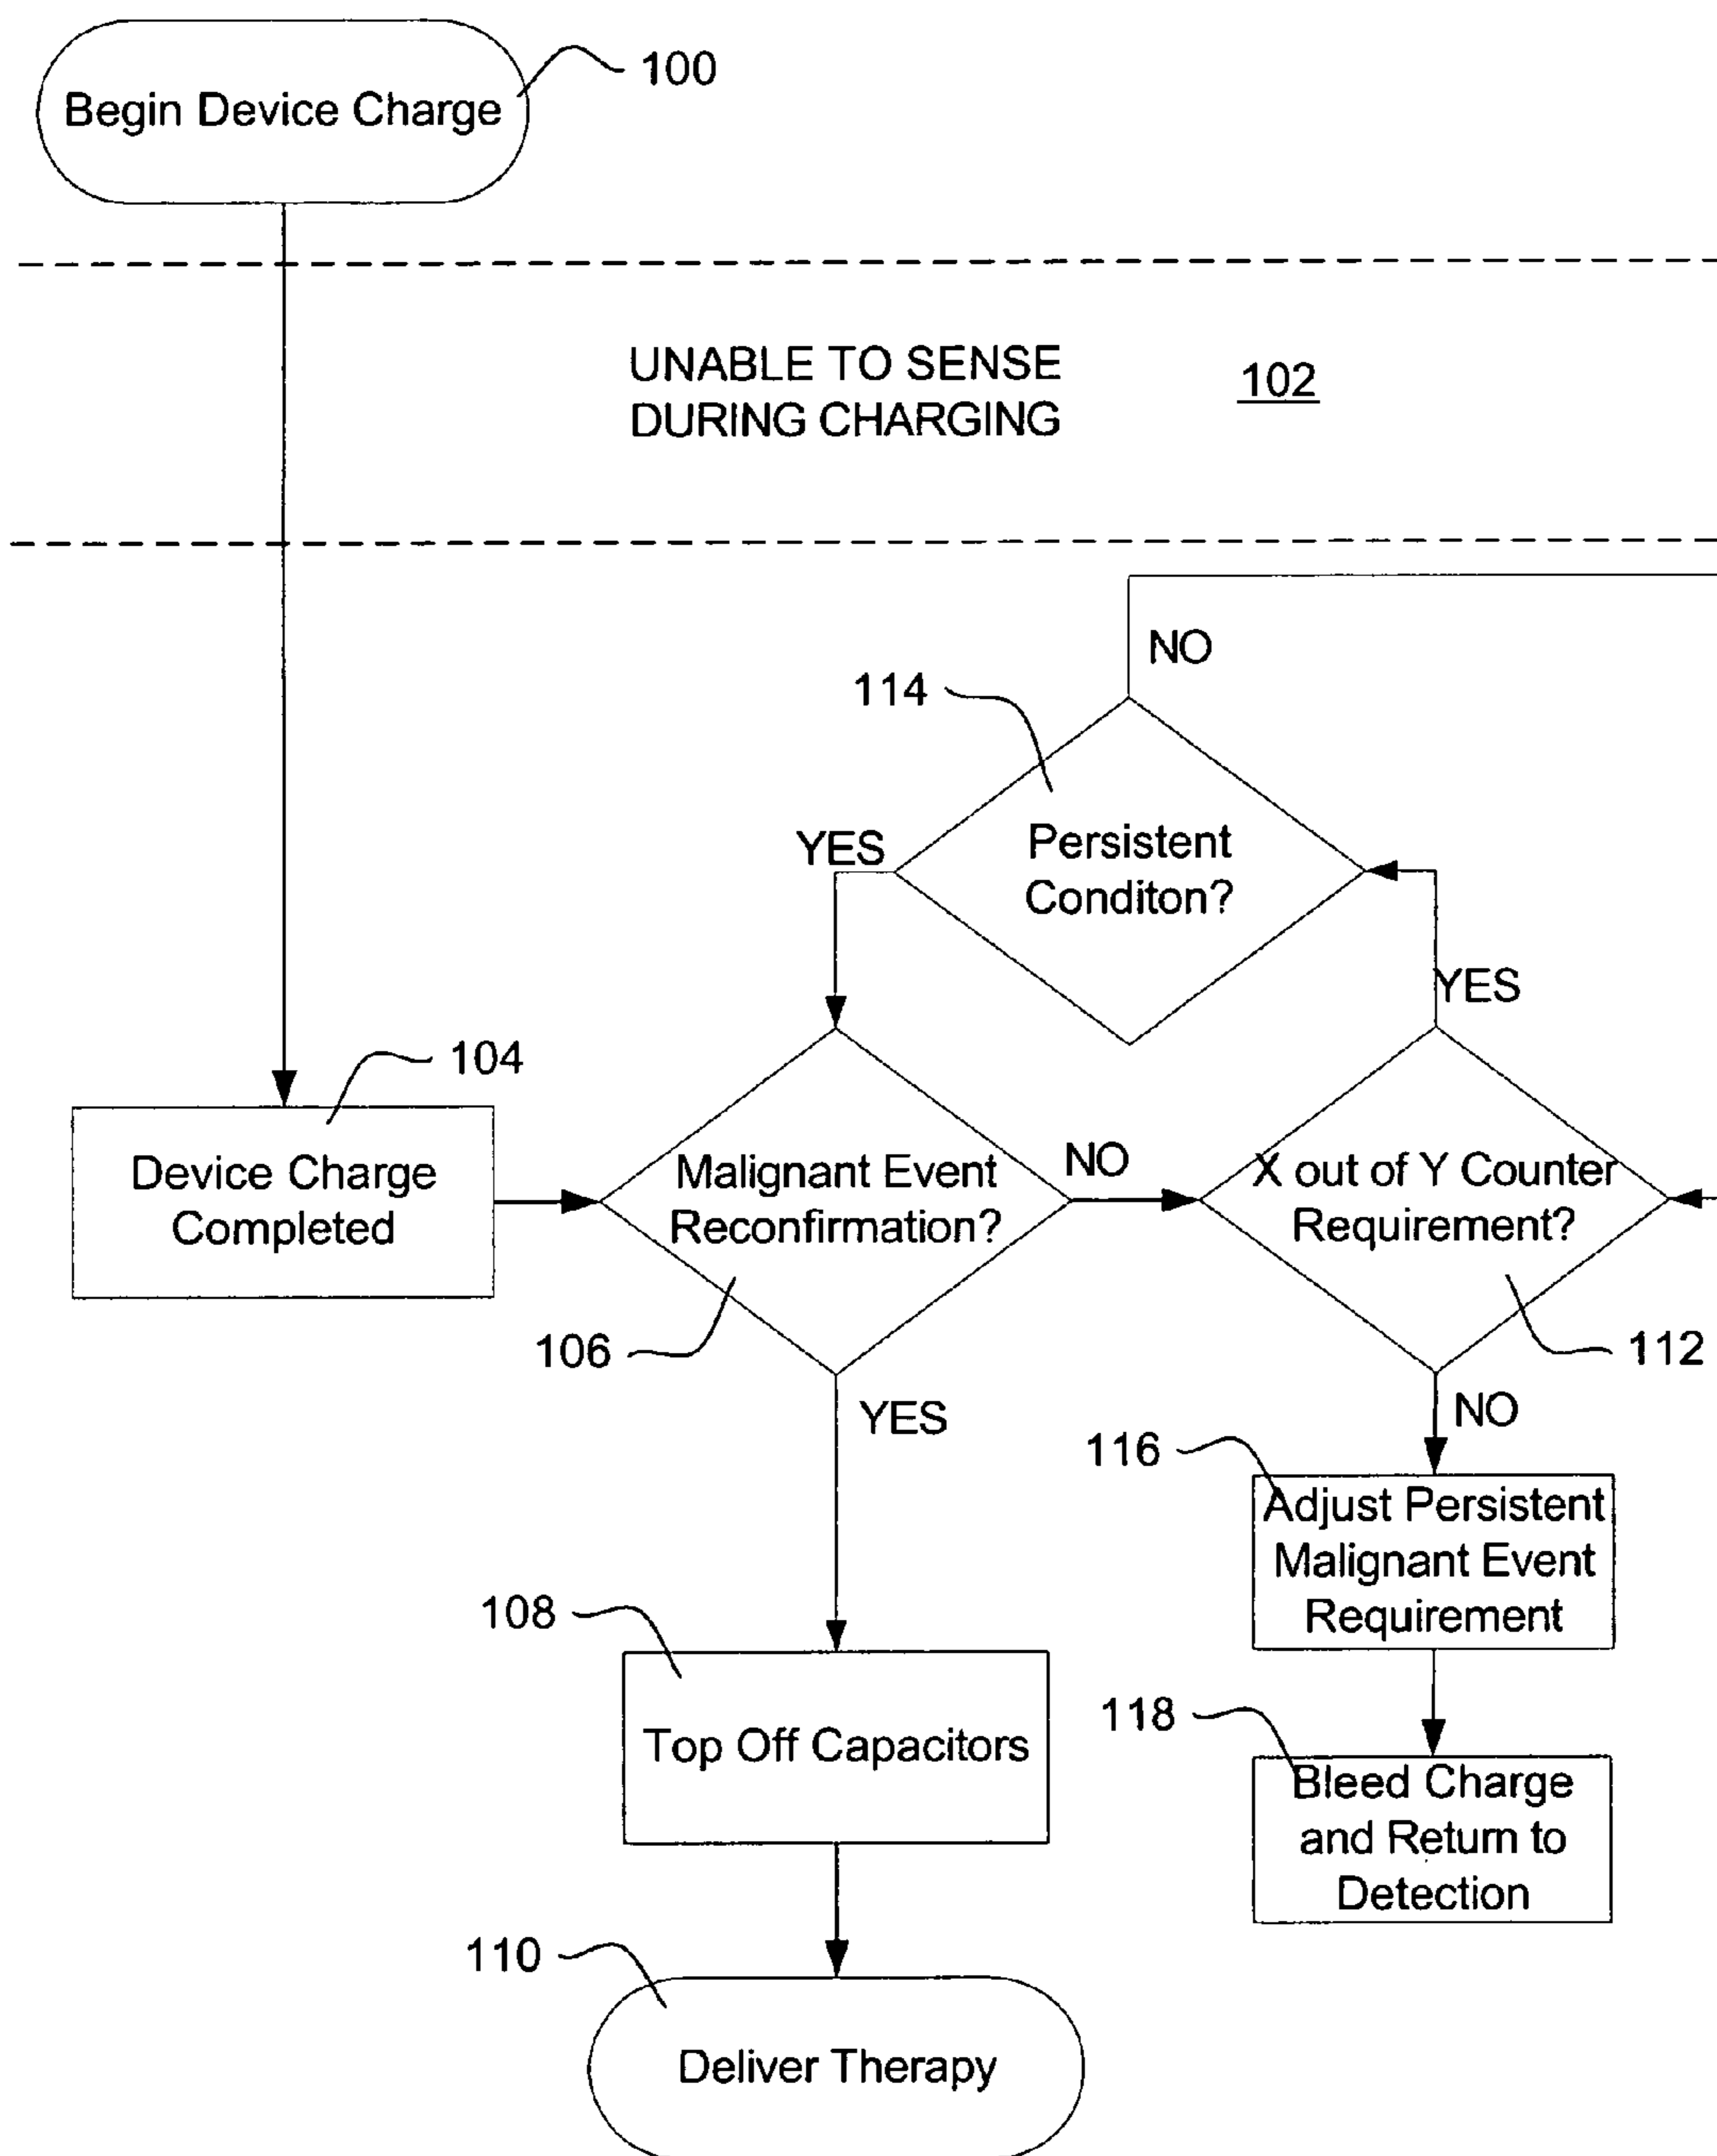 Begin Device Charge
100
UNABLE TO SENSE
DURING CHARGING
102
NO
114
YES
Persistent
Conditon?
YES
104
Device Charge
Completed
Malignant Event
Reconfirmation?
NO
X out of Y Counter
Requirement?
106
112
YES
NO
116
Adjust Persistent
Malignant Event
Requirement
108
Top Off Capacitors
118
Bleed Charge
and Return to
Detection
110
Deliver Therapy